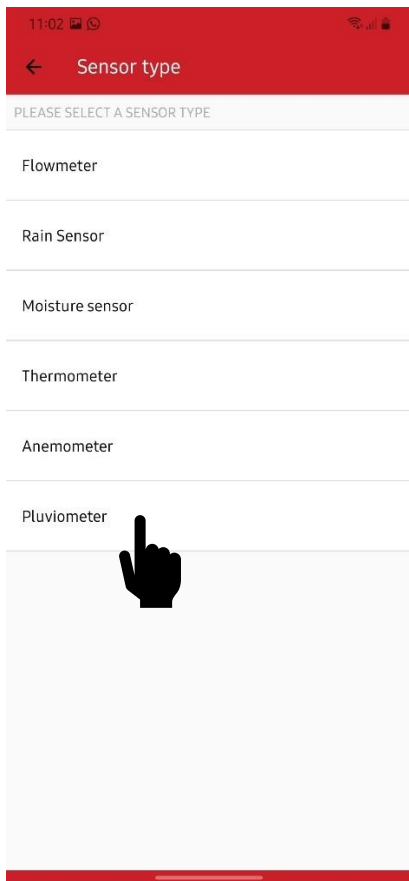 11:02
Sensor type
PLEASE SELECT A SENSOR TYPE
Flowmeter
Rain Sensor
Moisture sensor
Thermometer
Anemometer
Pluviometer